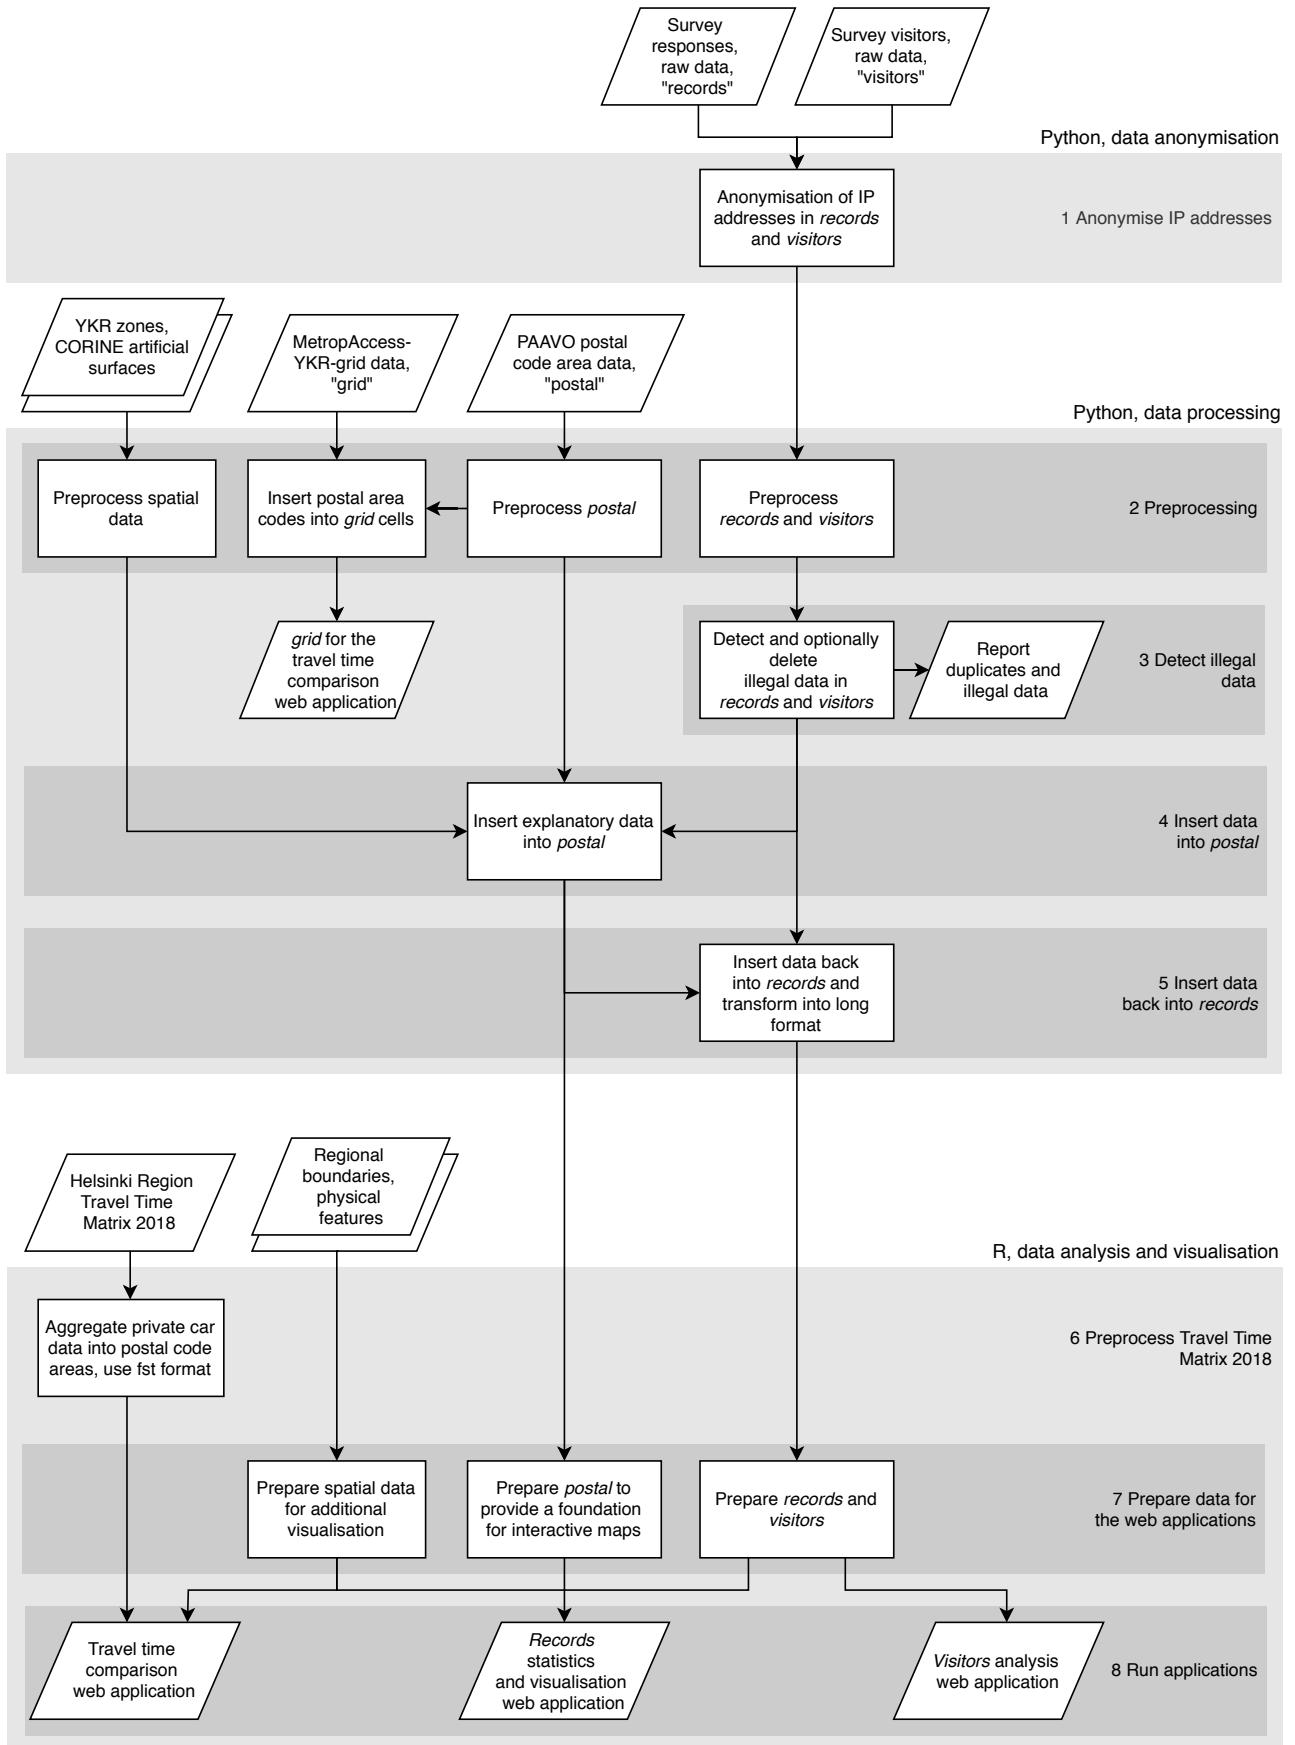 Survey
responses,
raw data,
"records"
Survey visitors,
raw data,
"visitors"
Python, data anonymisation
Anonymisation of IP
addresses in records
and visitors
1 Anonymise IP addresses
YKR zones,
CORINE artificial
surfaces
MetropAccess-
YKR-grid data,
"grid"
PAAVO postal
code area data,
"postal"
Python, data processing
Preprocess spatial
data
Insert postal area
codes into grid cells
Preprocess postal
Preprocess
records and visitors
2 Preprocessing
grid for the
travel time
comparison
web application
Detect and optionally
delete
illegal data in
records and visitors
Report
duplicates and
illegal data
3 Detect illegal
data
Insert explanatory data
into postal
4 Insert data
into postal
Insert data back
into records and
transform into long
format
5 Insert data
back into records
Helsinki Region
Travel Time
Matrix 2018
Regional
boundaries,
physical
features
R, data analysis and visualisation
Aggregate private car
data into postal code
areas, use fst format
6 Preprocess Travel Time
Matrix 2018
Prepare spatial data
for additional
visualisation
Prepare postal to
provide a foundation
for interactive maps
Prepare records and
visitors
7 Prepare data for
the web applications
Travel time
comparison
web application
Records
statistics
and visualisation
web application
Visitors analysis
web application
8 Run applications